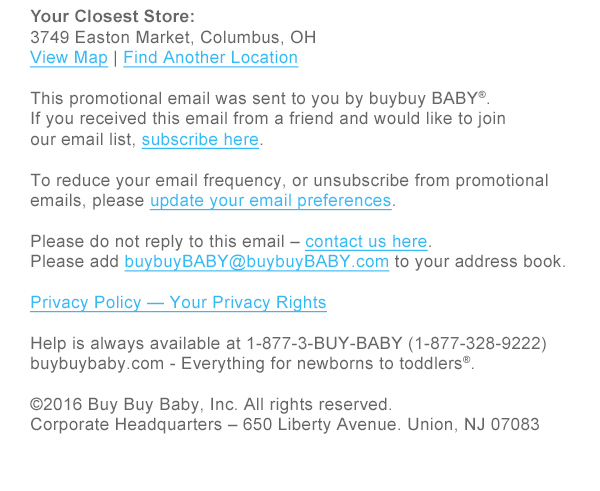 Your Closest Store:
3749 Easton Market, Columbus, OH
View Map | Find Another Location
This promotional email was sent to you by buybuy BABY®.
If you received this email from a friend and would like to join
our email list, subscribe here.
To reduce your email frequency, or unsubscribe from promotional
emails, please update your email preferences.
Please do not reply to this email – contact us here.
Please add buybuyBABY@buybuyBABY.com to your address book.
Privacy Policy — Your Privacy Rights
Help is always available at 1-877-3-BUY-BABY (1-877-328-9222)
buybuybaby.com - Everything for newborns to toddlers®.
©2016 Buy Buy Baby, Inc. All rights reserved.
Corporate Headquarters – 650 Liberty Avenue. Union, NJ 07083